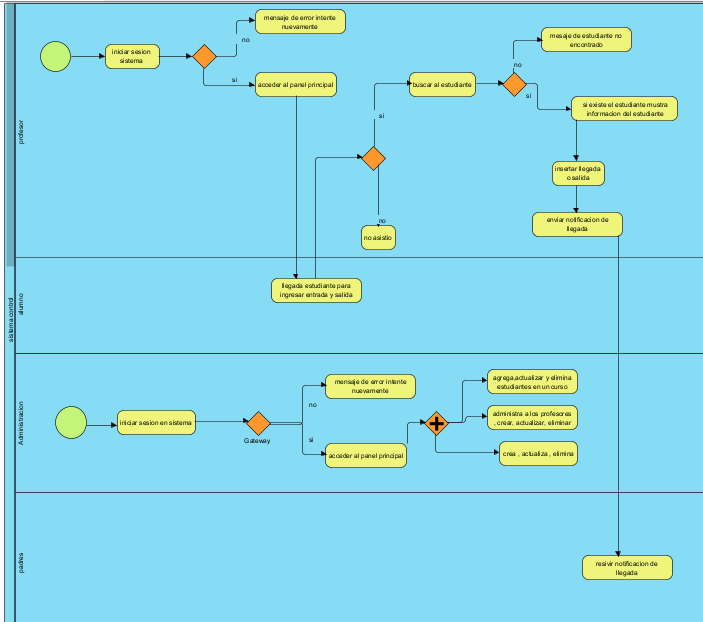 sistema control
profesor
iniciar sesion
sistema
no
mensaje de error intente
nuevamente
si
acceder al panel principal
si
no
no asistio
buscar al estudiante
no
mesaje de estudiante no
encontrado
si
si existe el estudiante mustra
informacion del estudiante
insertar llegada
o salida
enviar notificacion de
llegada
alumno
llegada estudiante para
ingresar entrada y salida
Administracion
iniciar sesion en sistema
Gateway
no
mensaje de error intente
nuevamente
si
acceder al panel principal
agrega,actualizar y elimina
estudiantes en un curso
administra a los profesores
, crear, actualizar, eliminar
crea , actualiza , elimina
padres
resivir notificacion de
llegada